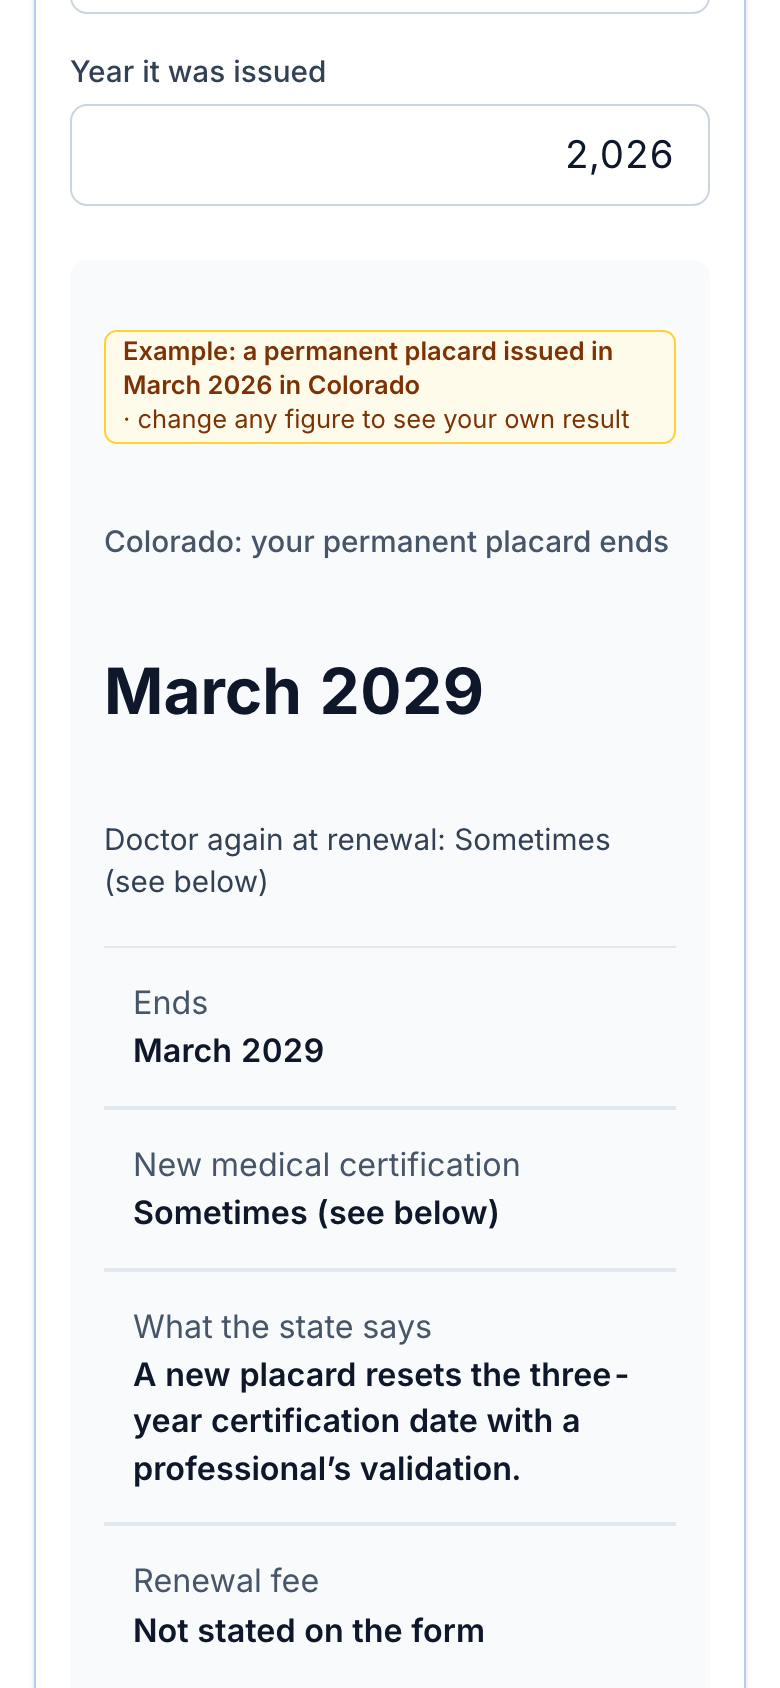 Year it was issued
2,026
Example: a permanent placard issued in
March 2026 in Colorado
· change any figure to see your own result
Colorado: your permanent placard ends
March 2029
Doctor again at renewal: Sometimes
(see below)
Ends
March 2029
New medical certification
Sometimes (see below)
What the state says
A new placard resets the three-
year certification date with a
professional’s validation.
Renewal fee
Not stated on the form